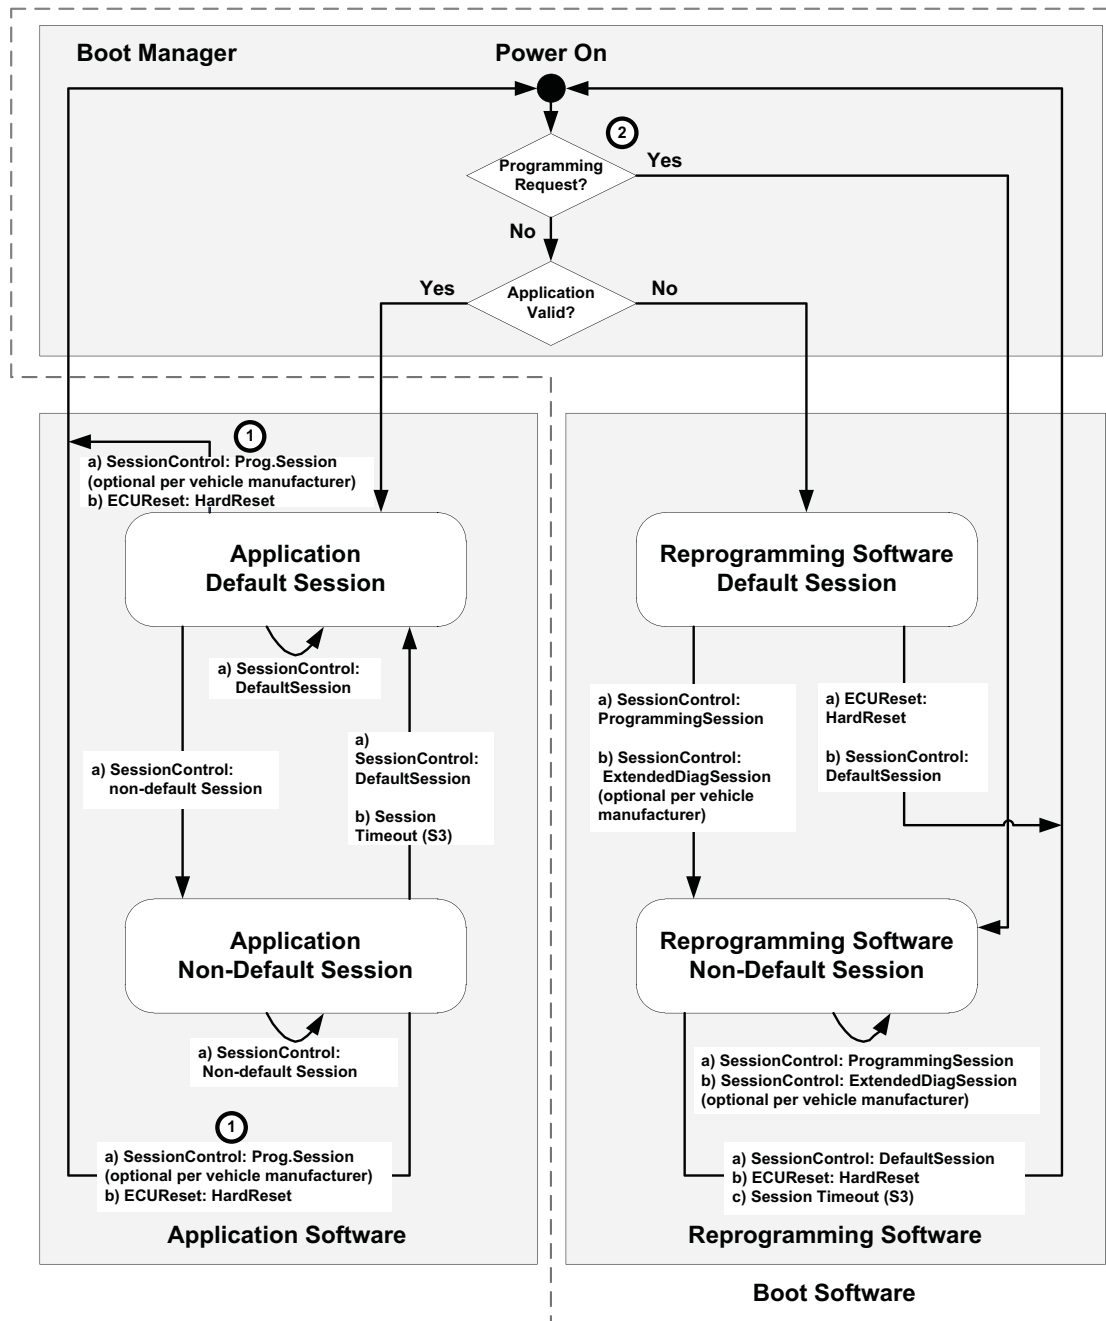 Boot Manager
Power On
2
Programming
Request?
Yes
No
Application
Valid?
Yes
No
1
a) SessionControl: Prog.Session
(optional per vehicle manufacturer)
b) ECUReset: HardReset
Application
Default Session
a) SessionControl:
DefaultSession
a) SessionControl:
non-default Session
a)
SessionControl:
DefaultSession
b) Session
Timeout (S3)
Application
Non-Default Session
a) SessionControl:
Non-default Session
1
a) SessionControl: Prog.Session
(optional per vehicle manufacturer)
b) ECUReset: HardReset
Application Software
Reprogramming Software
Default Session
a) SessionControl:
ProgrammingSession
b) SessionControl:
ExtendedDiagSession
(optional per vehicle
manufacturer)
a) ECUReset:
HardReset
b) SessionControl:
DefaultSession
Reprogramming Software
Non-Default Session
a) SessionControl: ProgrammingSession
b) SessionControl: ExtendedDiagSession
(optional per vehicle manufacturer)
a) SessionControl: DefaultSession
b) ECUReset: HardReset
c) Session Timeout (S3)
Reprogramming Software
Boot Software